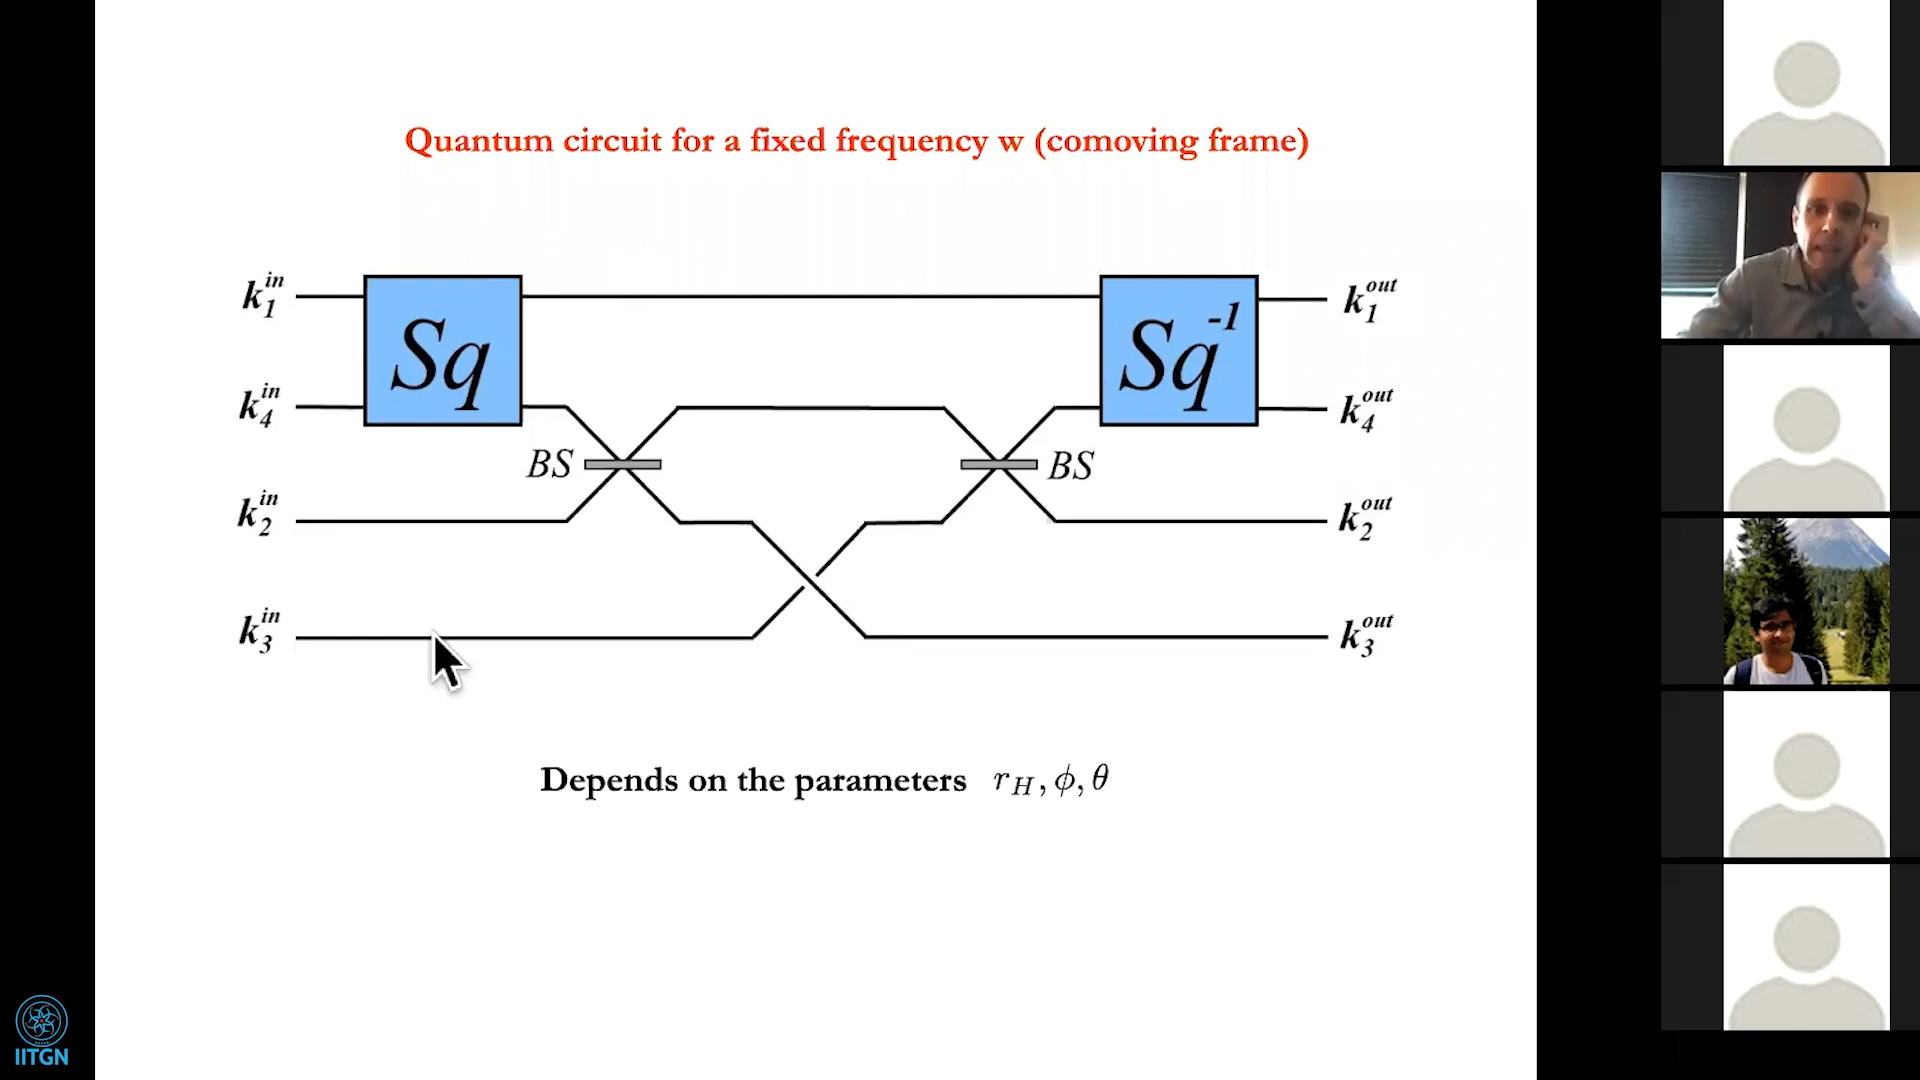 Quantum circuit for a fixed frequency w (comoving frame)
k₁ⁱⁿ Sq Sq⁻¹ k₁ᵒᵘᵗ
k₄ⁱⁿ k₄ᵒᵘᵗ
BS BS
k₂ⁱⁿ k₂ᵒᵘᵗ
k₃ⁱⁿ k₃ᵒᵘᵗ
Depends on the parameters r_H, ϕ, θ
IITGN